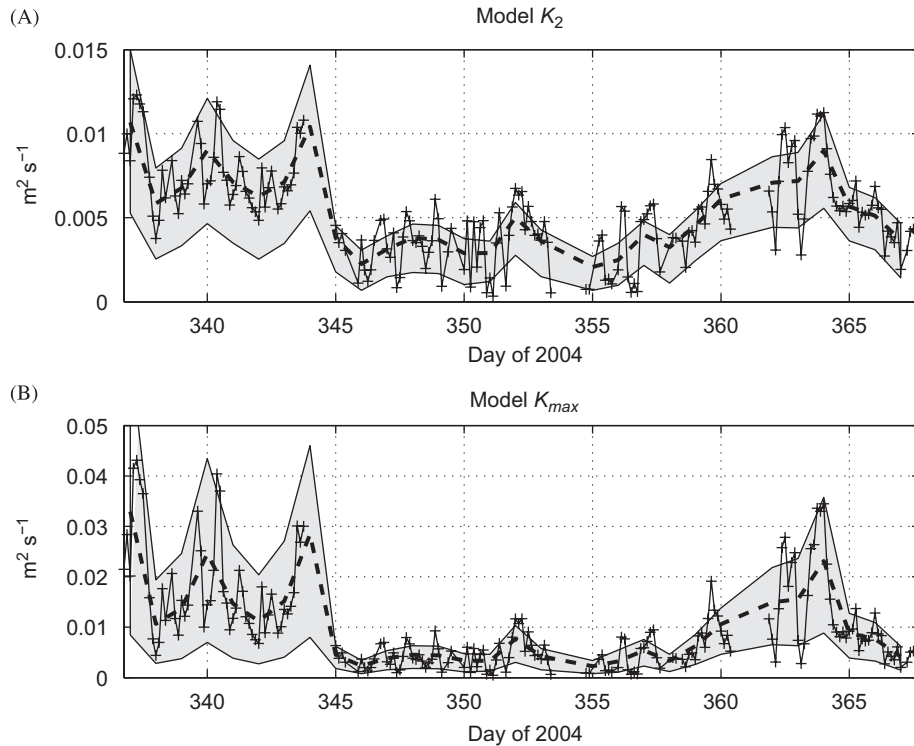 (A)
Model K₂
0.015
0.01
0.005
0
m² s⁻¹
340
345
350
355
360
365
Day of 2004
(B)
Model Kₘₐₓ
0.05
0.04
0.03
0.02
0.01
0
m² s⁻¹
340
345
350
355
360
365
Day of 2004